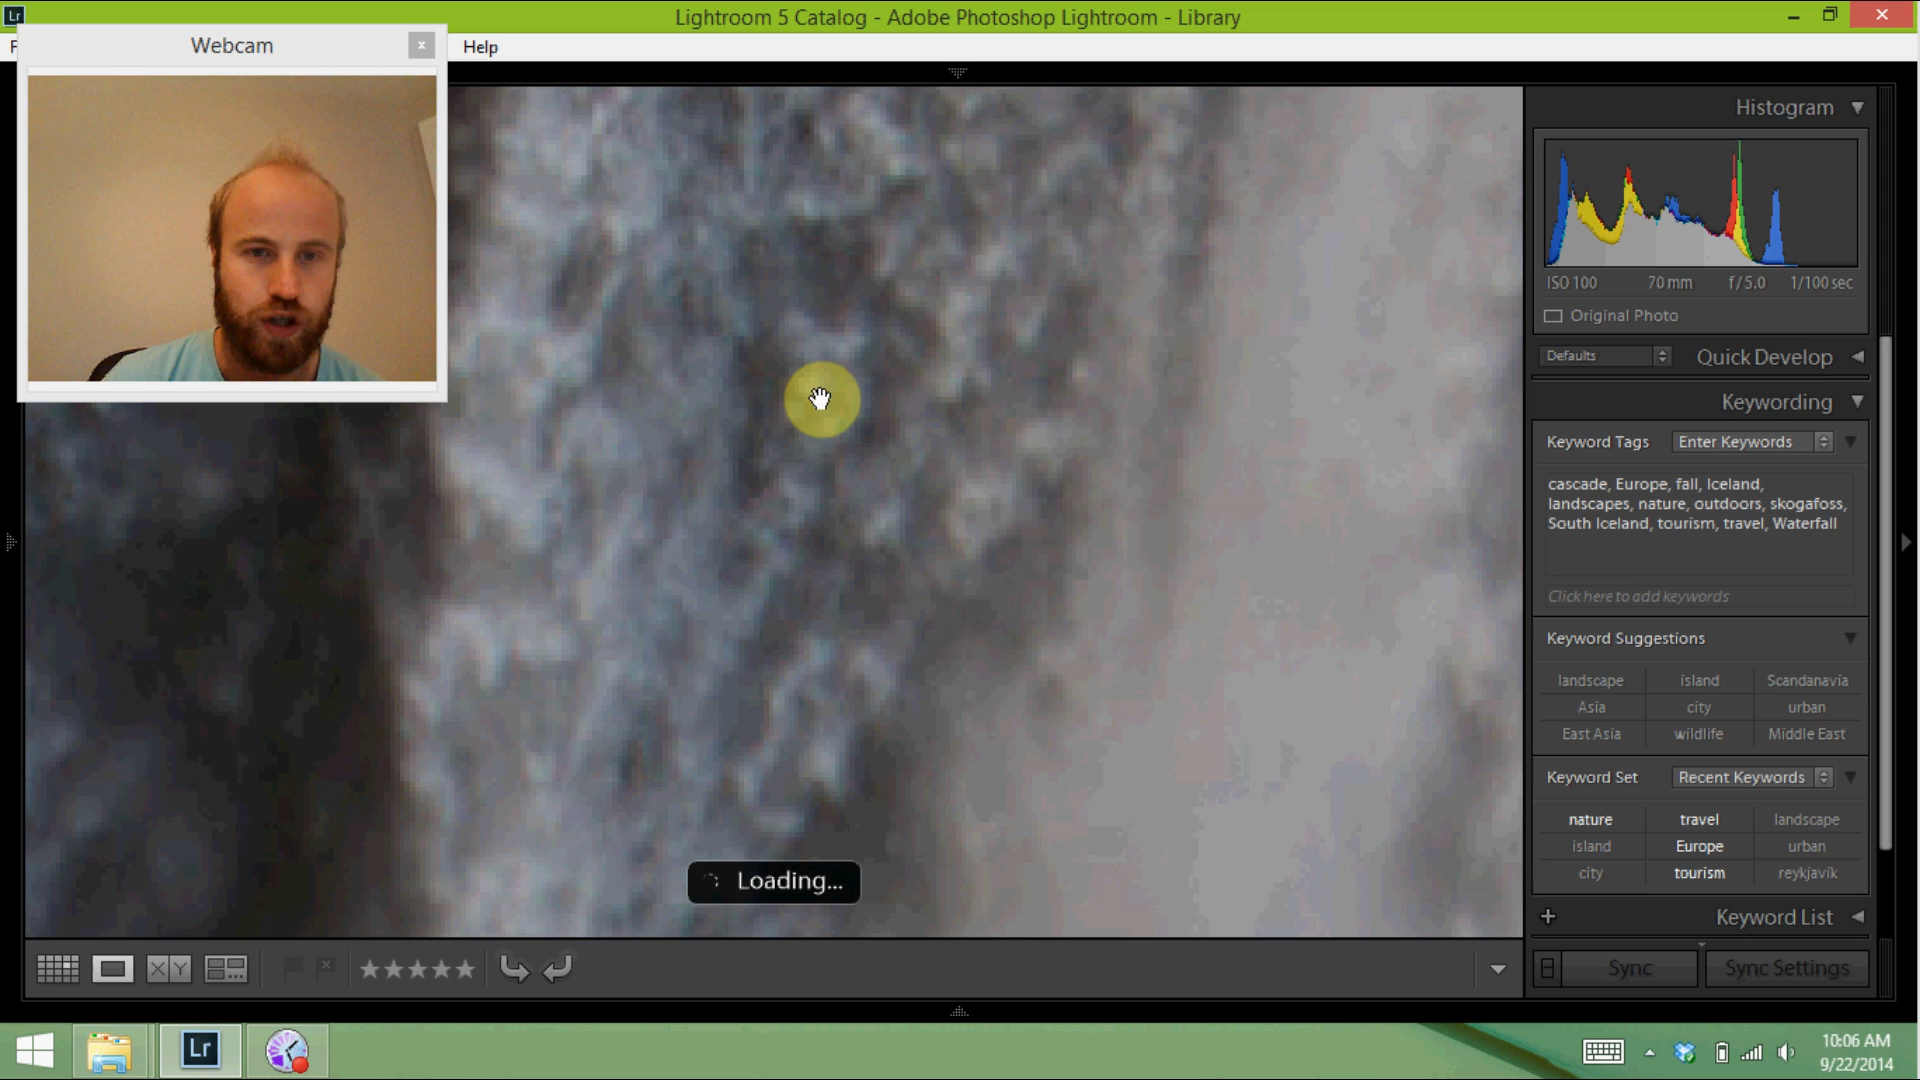 Lr
Lightroom 5 Catalog - Adobe Photoshop Lightroom - Library
Webcam
x
Help
Histogram
ISO 100 70 mm f/5.0 1/100 sec
Original Photo
Defaults
Quick Develop
Keywording
Keyword Tags
Enter Keywords
cascade, Europe, fall, Iceland,
landscapes, nature, outdoors, skogafoss,
South Iceland, tourism, travel, Waterfall
Click here to add keywords
Keyword Suggestions
landscape island Scandanavia
Asia city urban
East Asia wildlife Middle East
Keyword Set
Recent Keywords
nature travel landscape
island Europe urban
city tourism reykjavik
Keyword List
Loading...
XY
Sync
Sync Settings
Lr
10:06 AM
9/22/2014